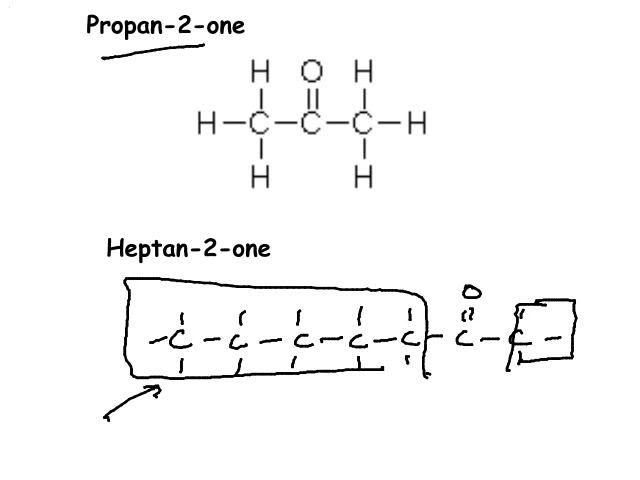 Propan-2-one
H O H
H-C-C-C-H
H H
Heptan-2-one
O
-C-C-C-C-C-C-C-